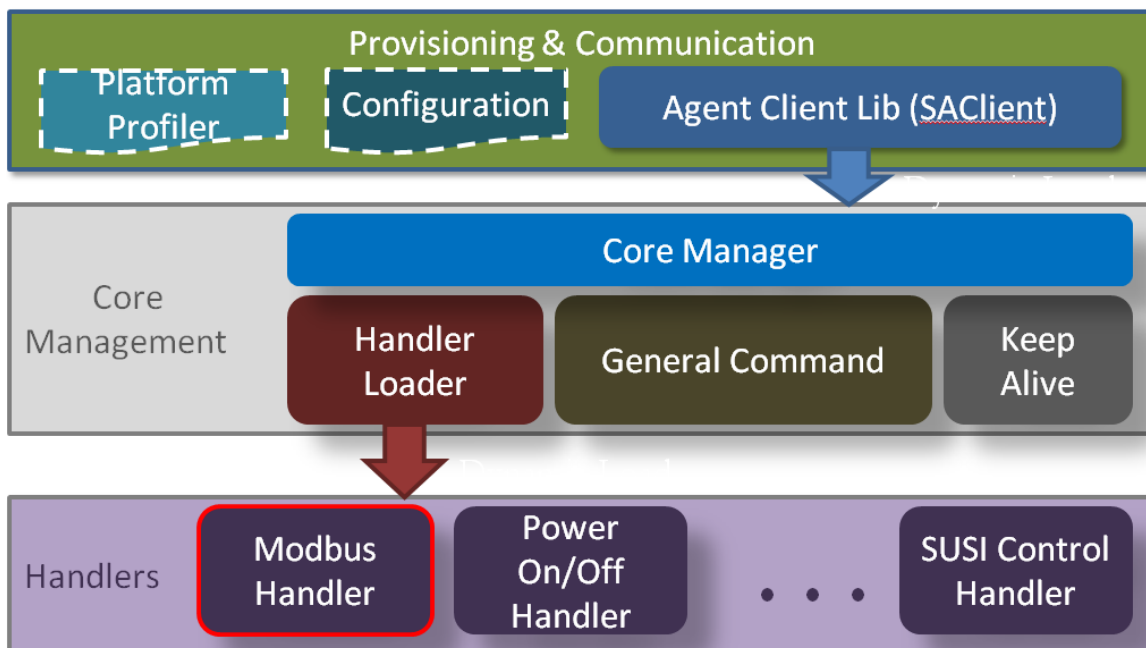 Provisioning & Communication
Platform
Profiler
Configuration
Agent Client Lib (SAClient)
Core
Management
Core Manager
Handler
Loader
General Command
Keep
Alive
Handlers
Modbus
Handler
Power
On/Off
Handler
. . .
SUSI Control
Handler